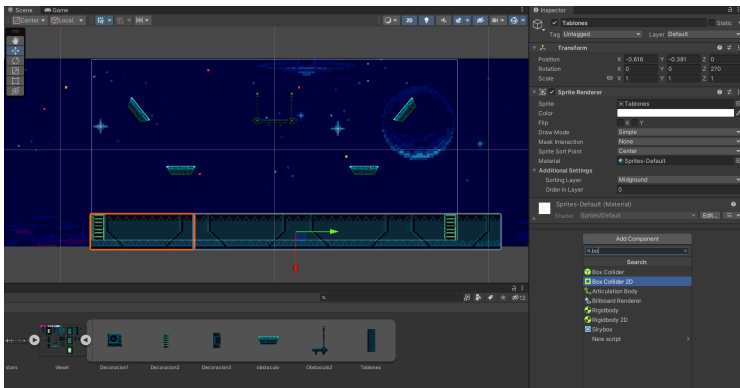 Scene Game
Center Local 2D
Inspector
Tablones Static
Tag Untagged Layer Default
Transform
Position X -0.616 Y -0.381 Z 0
Rotation X 0 Y 0 Z 270
Scale X 1 Y 1 Z 1
Sprite Renderer
Sprite Tablones
Color
Flip X Y
Draw Mode Simple
Mask Interaction None
Sprite Sort Point Center
Material Sprites-Default
Additional Settings
Sorting Layer Midground
Order in Layer 0
Sprites-Default (Material)
Shader Sprites/Default Edit...
Add Component
bo
Search
Box Collider
Box Collider 2D
Articulation Body
Billboard Renderer
Rigidbody
Rigidbody 2D
Skybox
New script
12
stars tileset Decoracion1 Decoracion2 Decoracion3 obstaculo Obstaculo2 Tablones